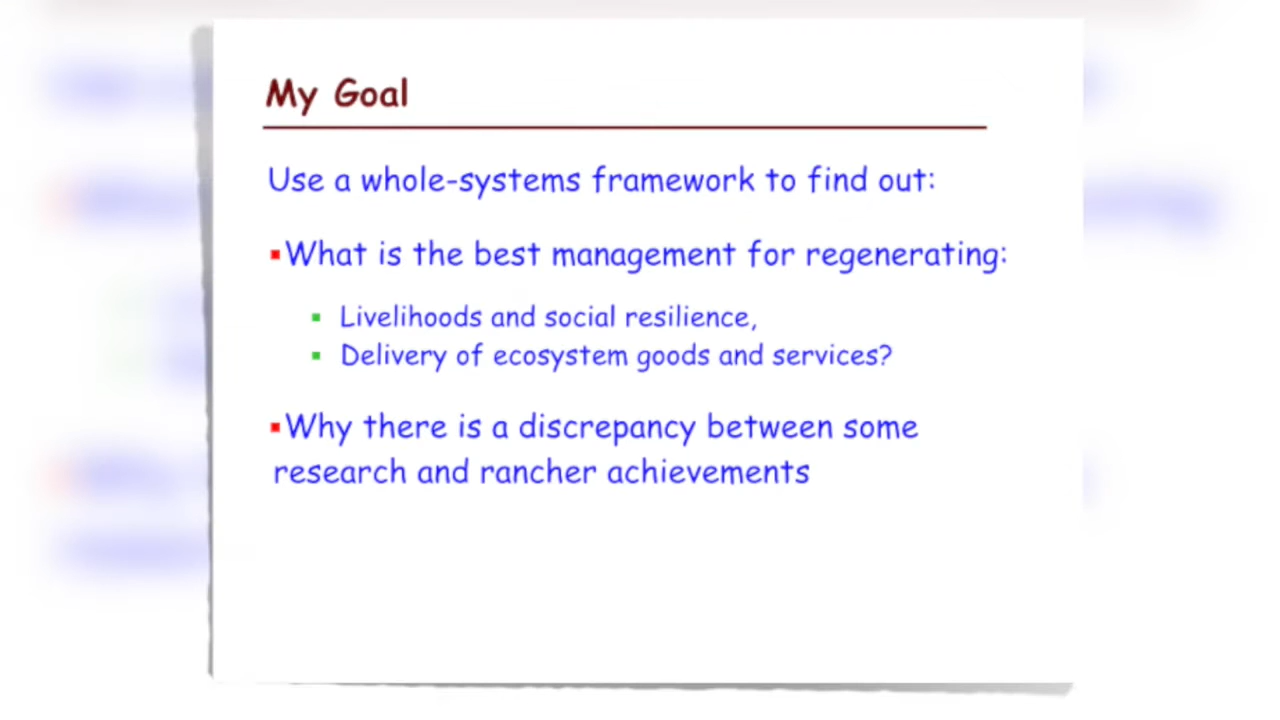 My Goal
Use a whole-systems framework to find out:
▪What is the best management for regenerating:
▪ Livelihoods and social resilience,
▪ Delivery of ecosystem goods and services?
▪Why there is a discrepancy between some
research and rancher achievements